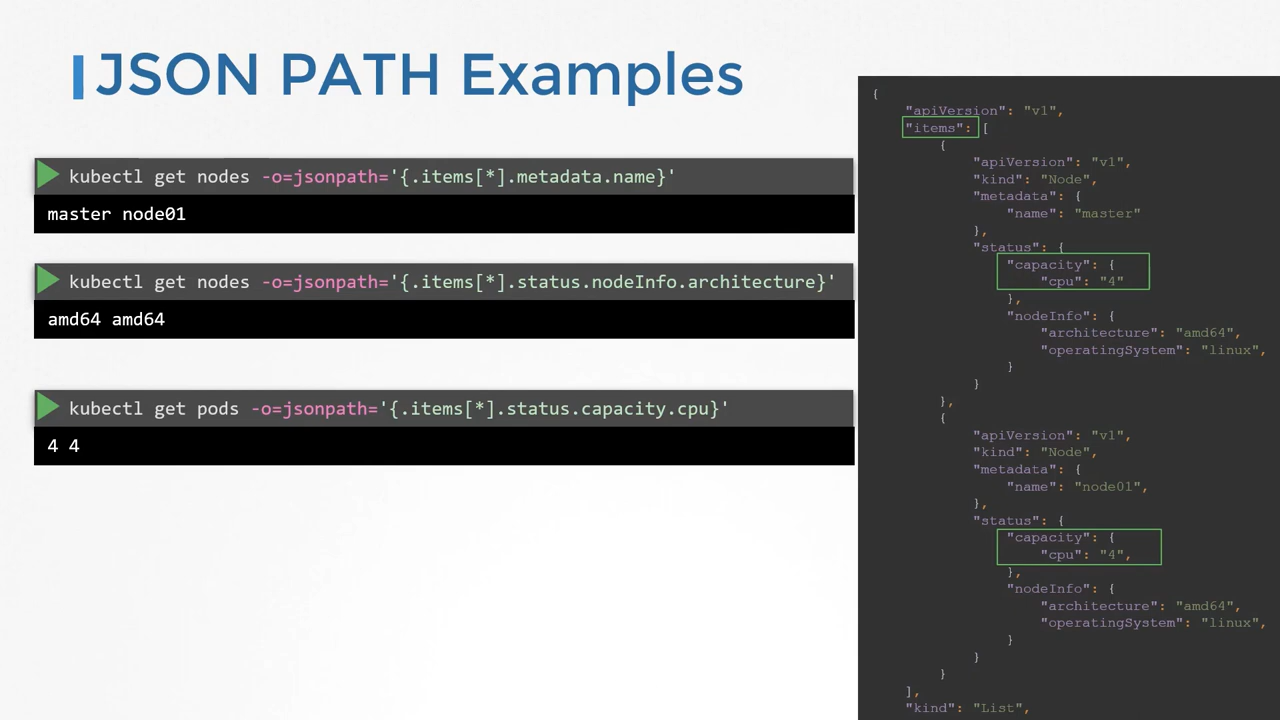 JSON PATH Examples
kubectl get nodes -o=jsonpath='{.items[*].metadata.name}'
master node01
kubectl get nodes -o=jsonpath='{.items[*].status.nodeInfo.architecture}'
amd64 amd64
kubectl get pods -o=jsonpath='{.items[*].status.capacity.cpu}'
4 4
{
"apiVersion": "v1",
"items": [
{
"apiVersion": "v1",
"kind": "Node",
"metadata": {
"name": "master"
},
"status": {
"capacity": {
"cpu": "4"
},
"nodeInfo": {
"architecture": "amd64",
"operatingSystem": "linux",
}
}
},
{
"apiVersion": "v1",
"kind": "Node",
"metadata": {
"name": "node01",
},
"status": {
"capacity": {
"cpu": "4",
},
"nodeInfo": {
"architecture": "amd64",
"operatingSystem": "linux",
}
}
}
],
"kind": "List",